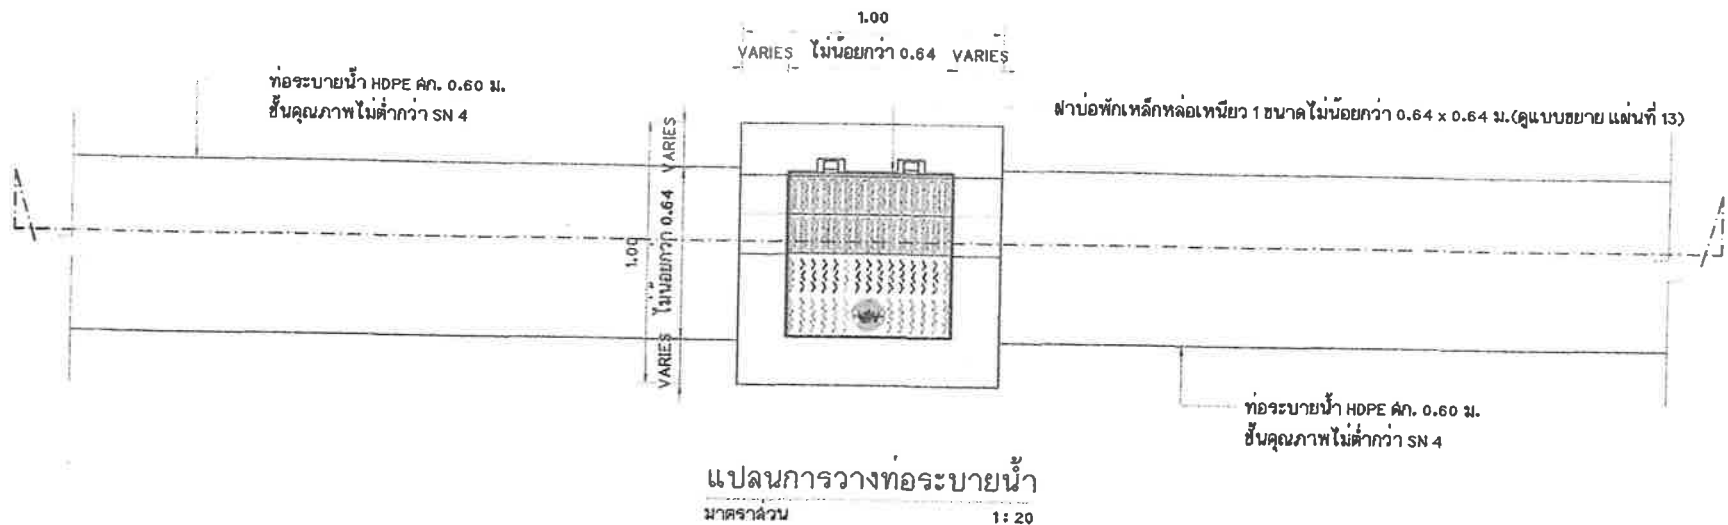 1.00
VARIES ไม่น้อยกว่า 0.64 VARIES
ท่อระบายน้ำ HDPE ศก. 0.60 ม.
ชั้นคุณภาพไม่ต่ำกว่า SN 4
ฝาบ่อพักเหล็กหล่อเหนียว 1 ขนาดไม่น้อยกว่า 0.64 x 0.64 ม.(ดูแบบขยาย แผ่นที่ 13)
1.00
VARIES ไม่น้อยกว่า 0.64 VARIES
ท่อระบายน้ำ HDPE ศก. 0.60 ม.
ชั้นคุณภาพไม่ต่ำกว่า SN 4
แปลนการวางท่อระบายน้ำ
มาตราส่วน 1: 20